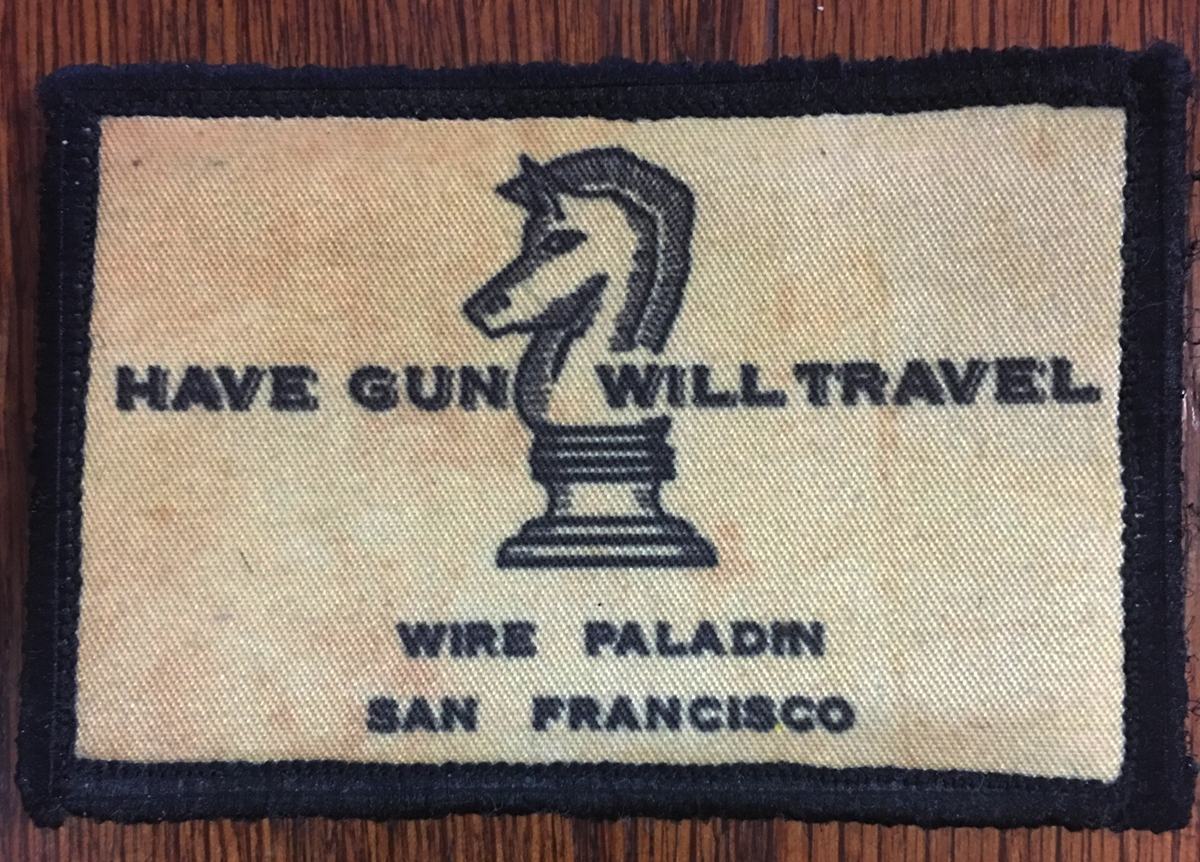 HAVE GUN WILL TRAVEL
WIRE PALADIN
SAN FRANCISCO